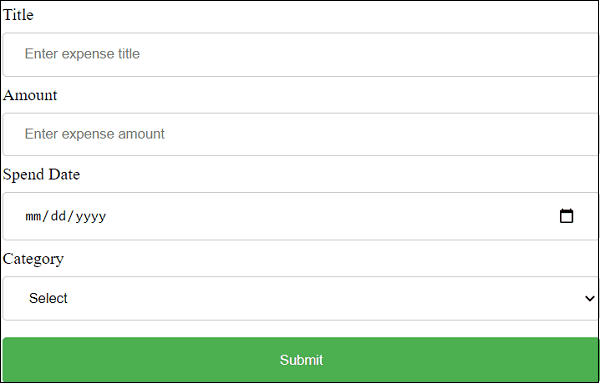 Title
Enter expense title
Amount
Enter expense amount
Spend Date
mm/dd/yyyy
Category
Select
Submit